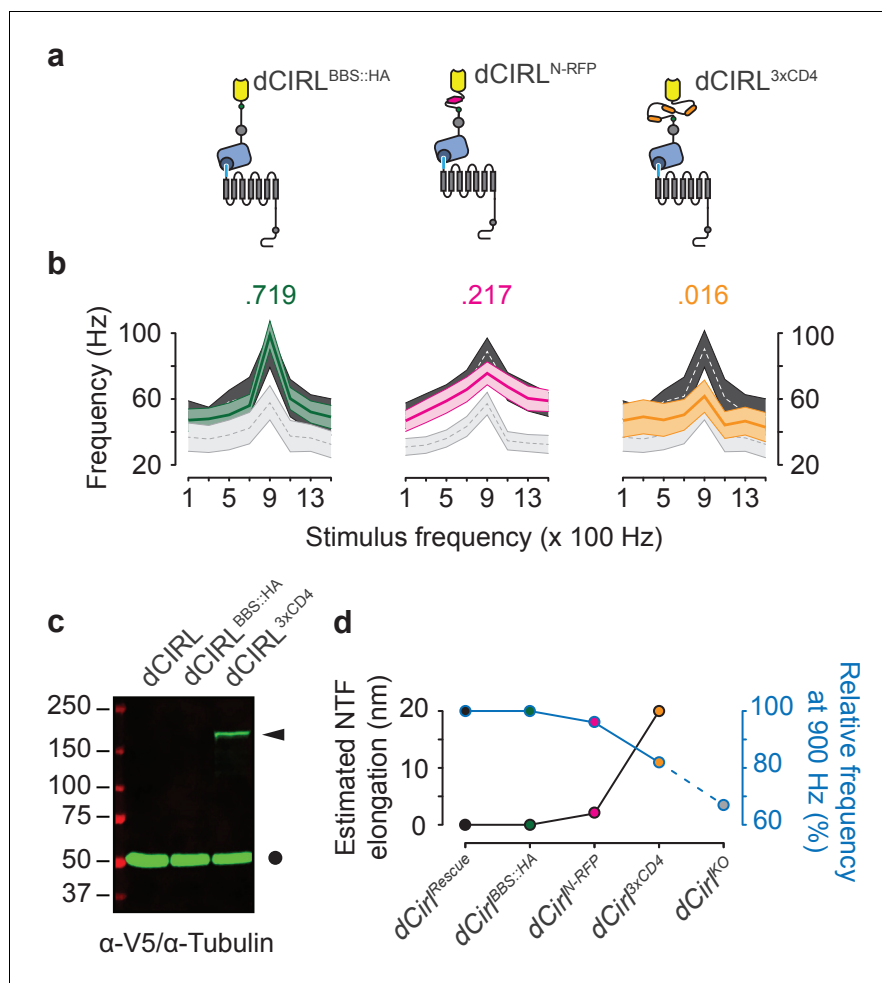 a
dCIRL^BBS::HA dCIRL^N-RFP dCIRL^3xCD4
b
.719 .217 .016
Frequency (Hz)
100 100
60 60
20 20
1 5 9 13 1 5 9 13 1 5 9 13
Stimulus frequency (x 100 Hz)
c
dCIRL
dCIRL^BBS::HA
dCIRL^3xCD4
250
150
100
75
50
37
α-V5/α-Tubulin
d
Estimated NTF
elongation (nm)
20
10
0
100
80
60
Relative frequency
at 900 Hz (%)
dCirl^Rescue
dCirl^BBS::HA
dCirl^N-RFP
dCirl^3xCD4
dCirl^KO